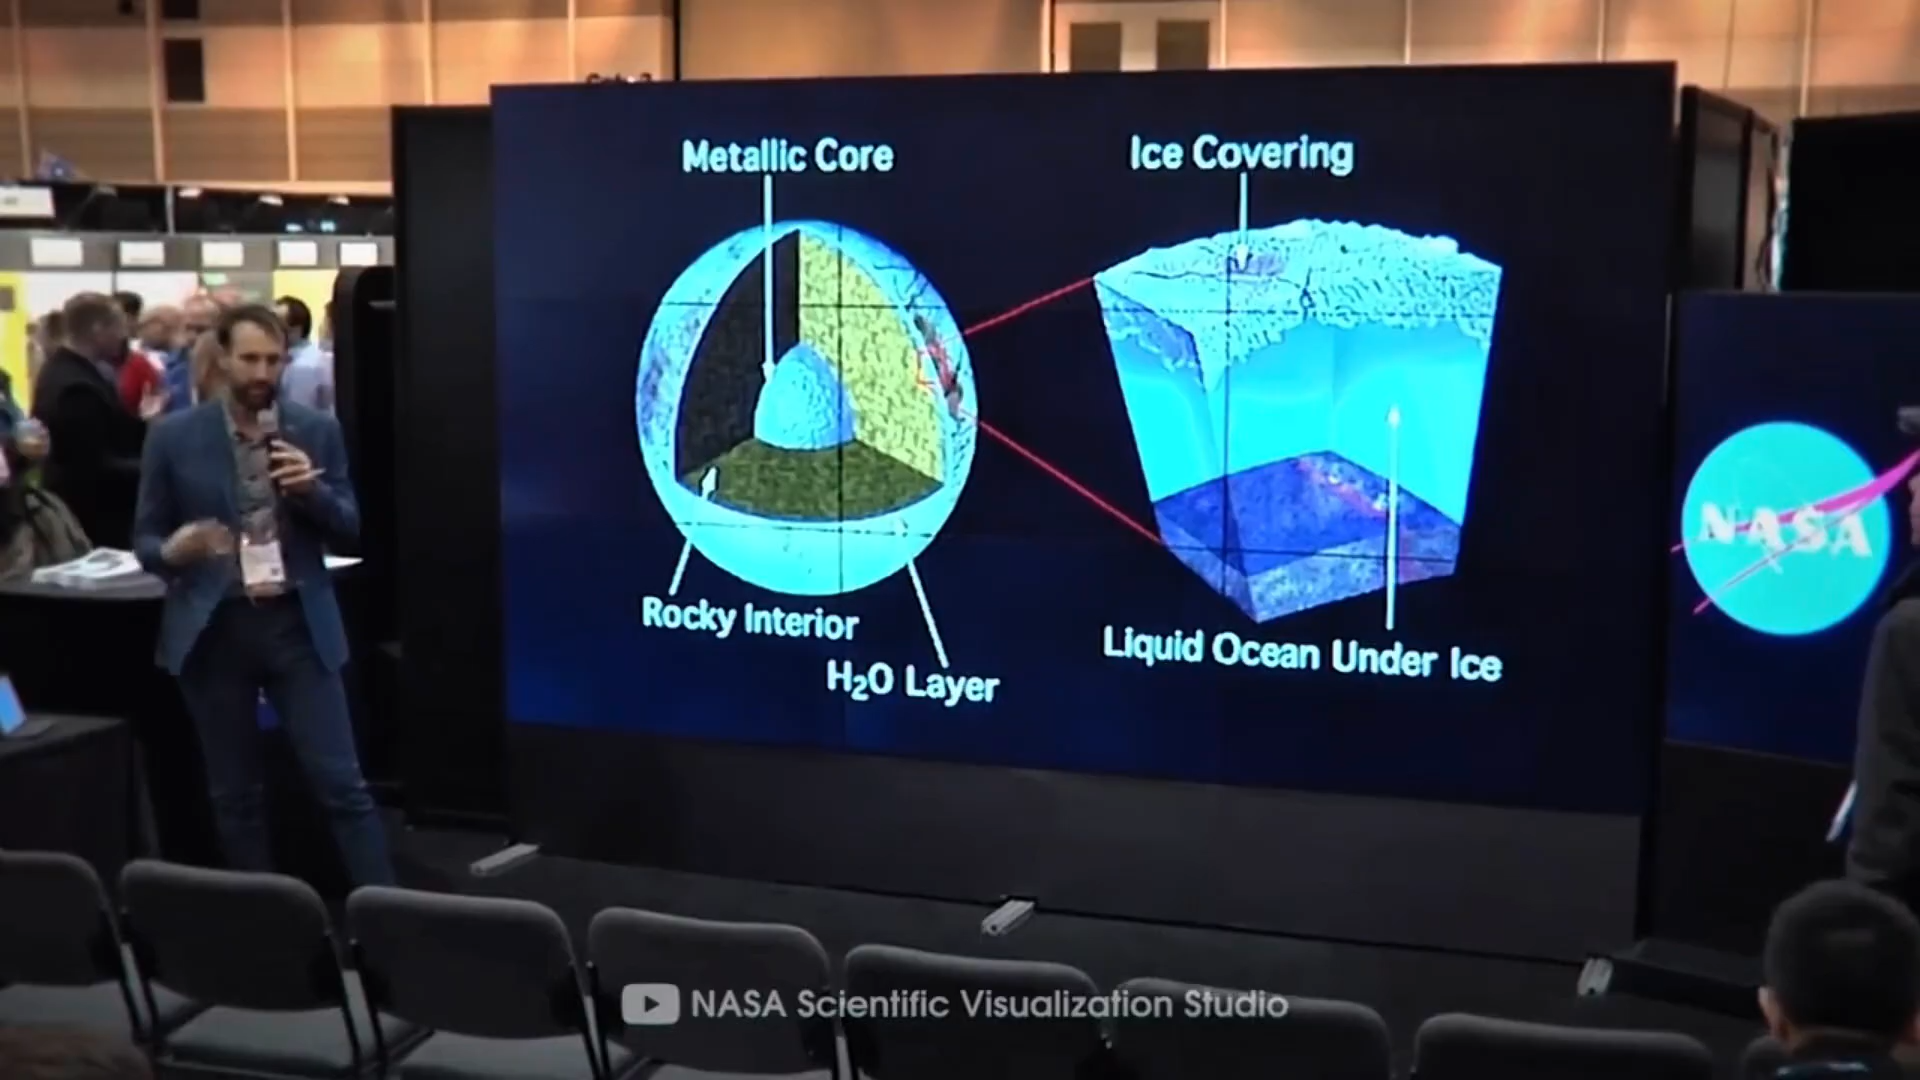 Metallic Core
Ice Covering
Rocky Interior
H₂O Layer
Liquid Ocean Under Ice
NASA
NASA Scientific Visualization Studio